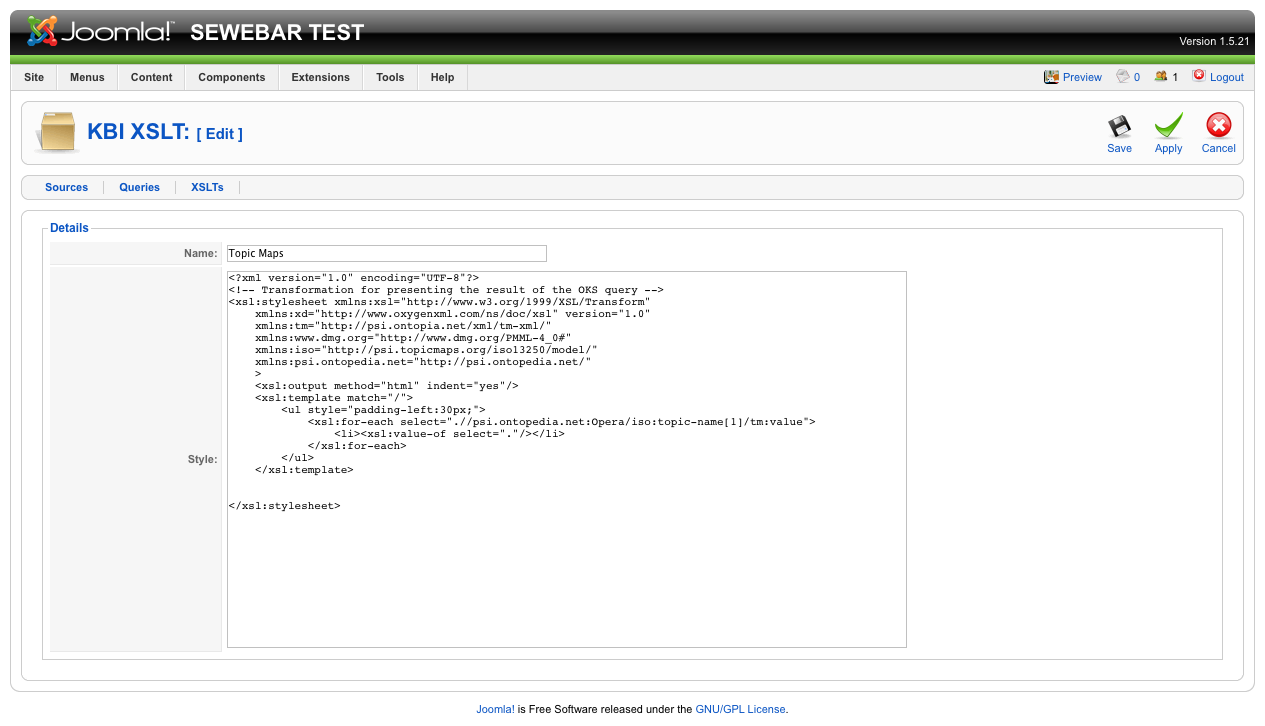 Joomla!™ SEWEBAR TEST
Version 1.5.21
Site Menus Content Components Extensions Tools Help Preview 0 1 Logout
KBI XSLT: [ Edit ]
Save Apply Cancel
Sources Queries XSLTs
Details
Name: Topic Maps
Style:
<?xml version="1.0" encoding="UTF-8"?>
<!-- Transformation for presenting the result of the OKS query -->
<xsl:stylesheet xmlns:xsl="http://www.w3.org/1999/XSL/Transform"
    xmlns:xd="http://www.oxygenxml.com/ns/doc/xsl" version="1.0"
    xmlns:tm="http://psi.ontopia.net/xml/tm-xml/"
    xmlns:www.dmg.org="http://www.dmg.org/PMML-4_0#"
    xmlns:iso="http://psi.topicmaps.org/iso13250/model/"
    xmlns:psi.ontopedia.net="http://psi.ontopedia.net/"
    >
    <xsl:output method="html" indent="yes"/>
    <xsl:template match="/">
        <ul style="padding-left:30px;">
            <xsl:for-each select=".//psi.ontopedia.net:Opera/iso:topic-name[1]/tm:value">
                <li><xsl:value-of select="."/></li>
            </xsl:for-each>
        </ul>
    </xsl:template>
</xsl:stylesheet>
Joomla! is Free Software released under the GNU/GPL License.